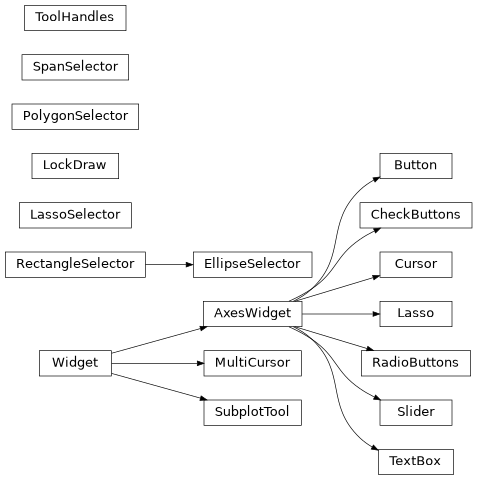 ToolHandles
SpanSelector
PolygonSelector
LockDraw
Button
LassoSelector
CheckButtons
RectangleSelector
EllipseSelector
Cursor
AxesWidget
Lasso
Widget
MultiCursor
RadioButtons
SubplotTool
Slider
TextBox